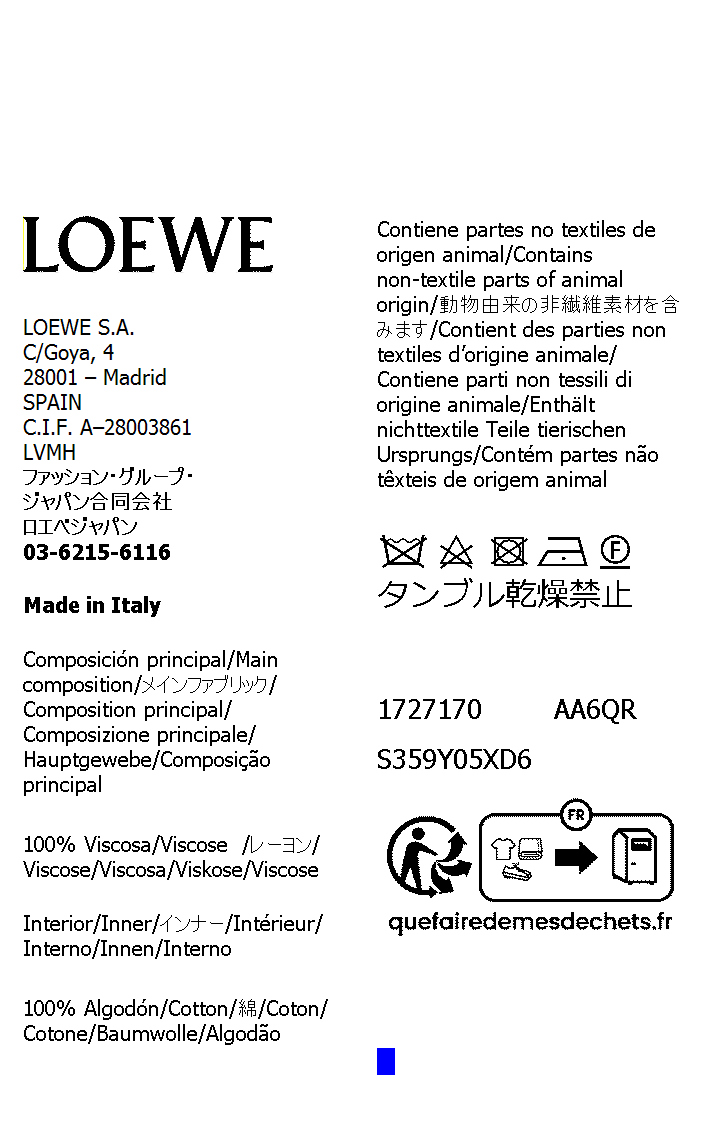 LOEWE
LOEWE S.A.
C/Goya, 4
28001 – Madrid
SPAIN
C.I.F. A–28003861
LVMH
ファッション・グループ・
ジャパン合同会社
ロエベジャパン
03-6215-6116
Made in Italy
Composición principal/Main
composition/メインファブリック/
Composition principal/
Composizione principale/
Hauptgewebe/Composição
principal
100% Viscosa/Viscose /レーヨン/
Viscose/Viscosa/Viskose/Viscose
Interior/Inner/インナー/Intérieur/
Interno/Innen/Interno
100% Algodón/Cotton/綿/Coton/
Cotone/Baumwolle/Algodão
Contiene partes no textiles de
origen animal/Contains
non-textile parts of animal
origin/動物由来の非繊維素材を含
みます/Contient des parties non
textiles d’origine animale/
Contiene parti non tessili di
origine animale/Enthält
nichttextile Teile tierischen
Ursprungs/Contém partes não
têxteis de origem animal
F
タンブル乾燥禁止
1727170 AA6QR
S359Y05XD6
FR
quefairedemesdechets.fr